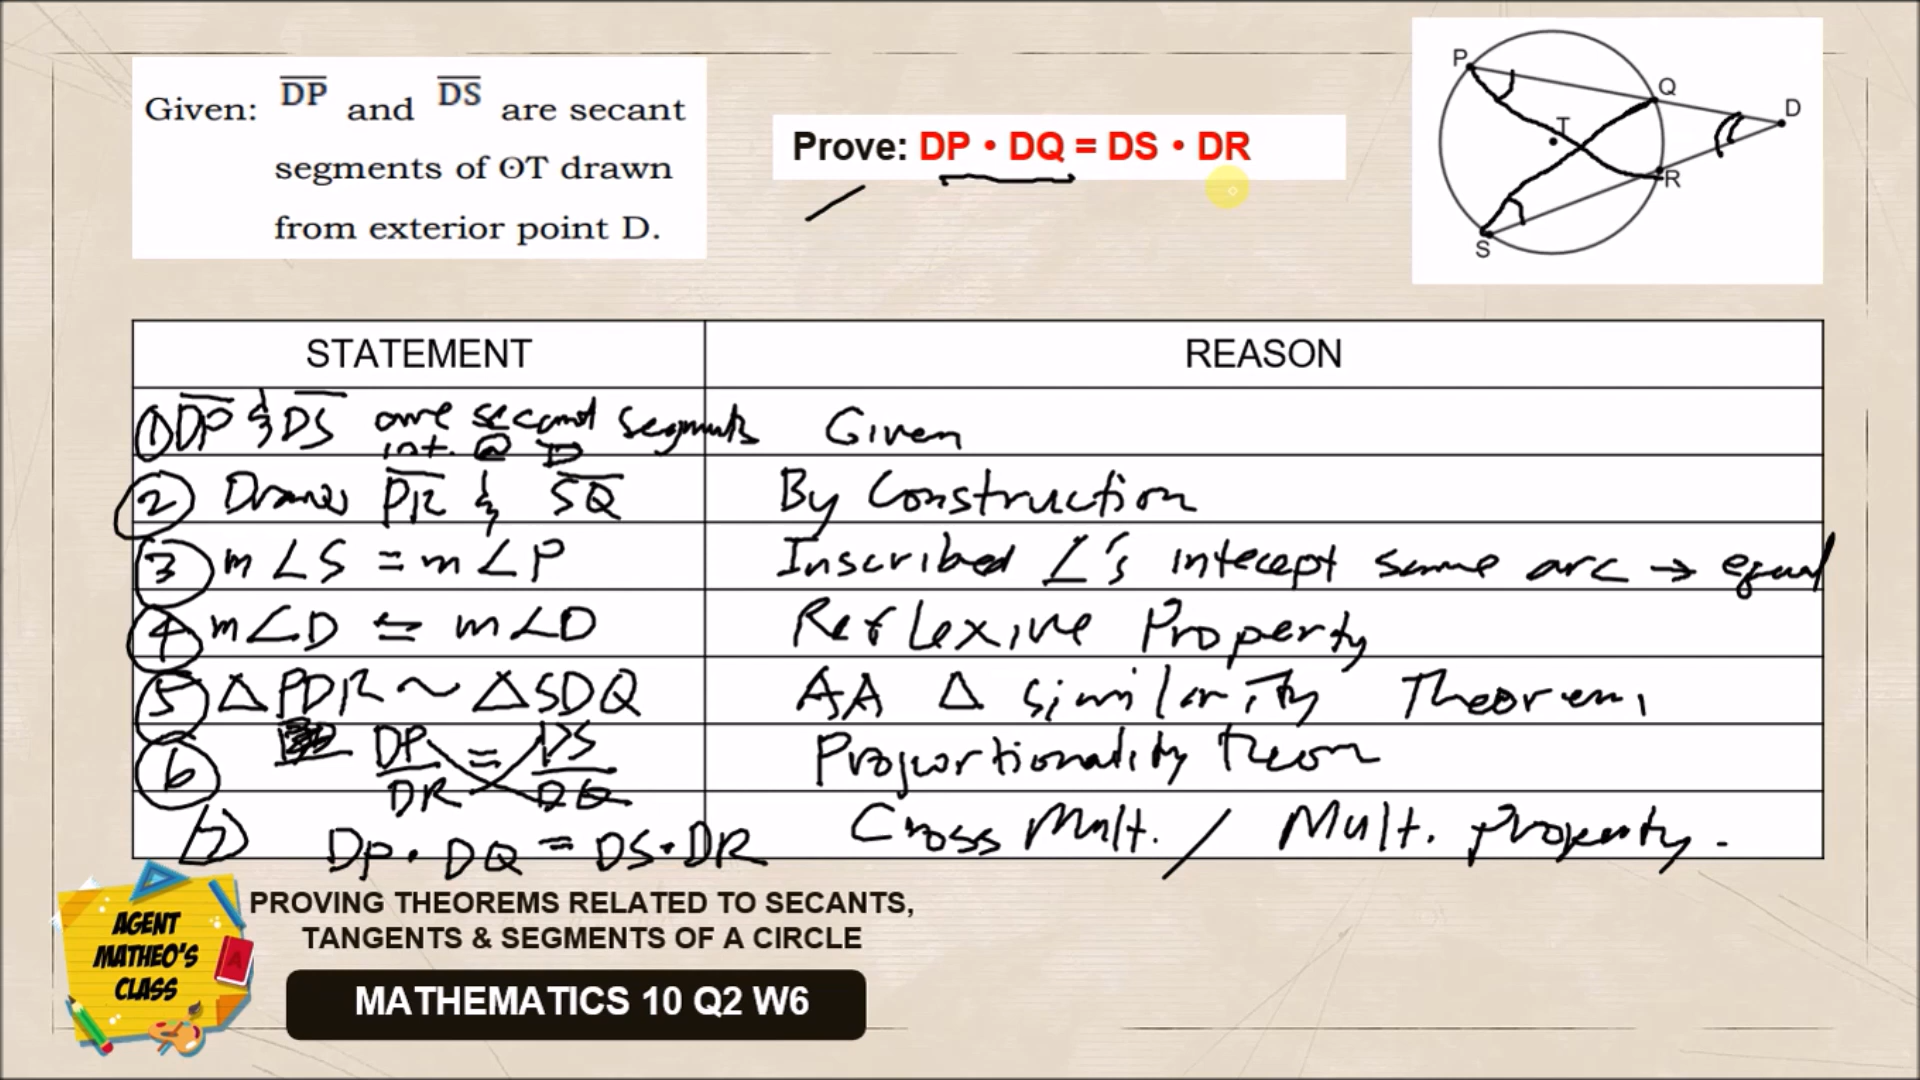 Given: DP and DS are secant
segments of ⊙T drawn
from exterior point D.
Prove: DP • DQ = DS • DR
P
Q
D
T
R
S
STATEMENT REASON
1 DP & DS are secant segments int. @ D Given
2 Draw PR & SQ By Construction
3 m∠S = m∠P Inscribed ∠'s intecept same arc → equal
4 m∠D = m∠D Reflexive Property
5 △PDR ~ △SDQ AA △ similarity Theorem
6 DP/DR = DS/DQ Proportionality theom
7 DP · DQ = DS · DR Cross Mult. / Mult. Property.
AGENT
MATHEO'S
CLASS
A
PROVING THEOREMS RELATED TO SECANTS,
TANGENTS & SEGMENTS OF A CIRCLE
MATHEMATICS 10 Q2 W6